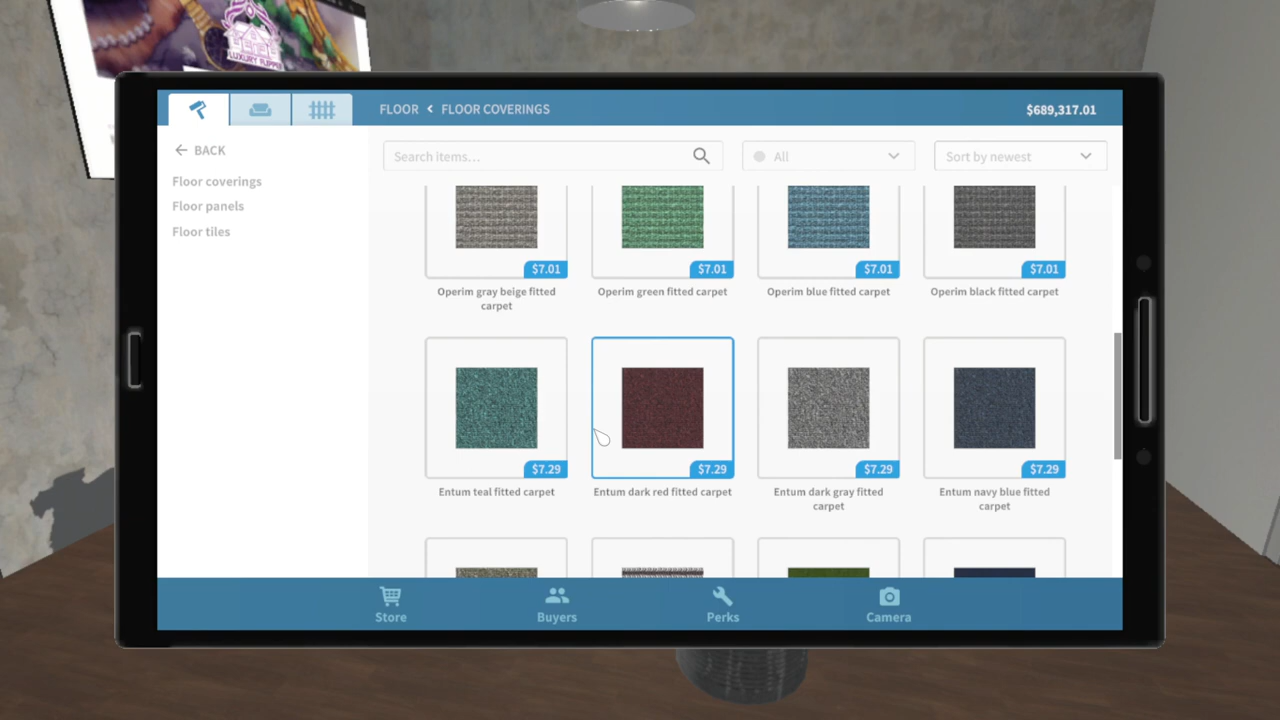 LUXURY FLIPPER
FLOOR < FLOOR COVERINGS
$689,317.01
BACK
Floor coverings
Floor panels
Floor tiles
Search items...
All
Sort by newest
$7.01
$7.01
$7.01
$7.01
Operim gray beige fitted
carpet
Operim green fitted carpet
Operim blue fitted carpet
Operim black fitted carpet
$7.29
$7.29
$7.29
$7.29
Entum teal fitted carpet
Entum dark red fitted carpet
Entum dark gray fitted
carpet
Entum navy blue fitted
carpet
Store
Buyers
Perks
Camera